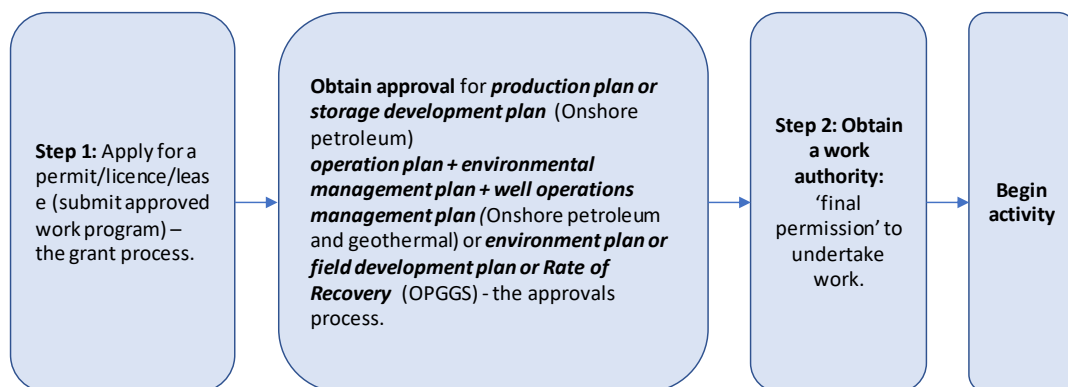 Step 1: Apply for a
permit/licence/leas
e (submit approved
work program) –
the grant process.
Obtain approval for production plan or
storage development plan (Onshore
petroleum)
operation plan + environmental
management plan + well operations
management plan (Onshore petroleum
and geothermal) or environment plan or
field development plan or Rate of
Recovery (OPGGS) - the approvals
process.
Step 2: Obtain
a work
authority:
‘final
permission’ to
undertake
work.
Begin
activity